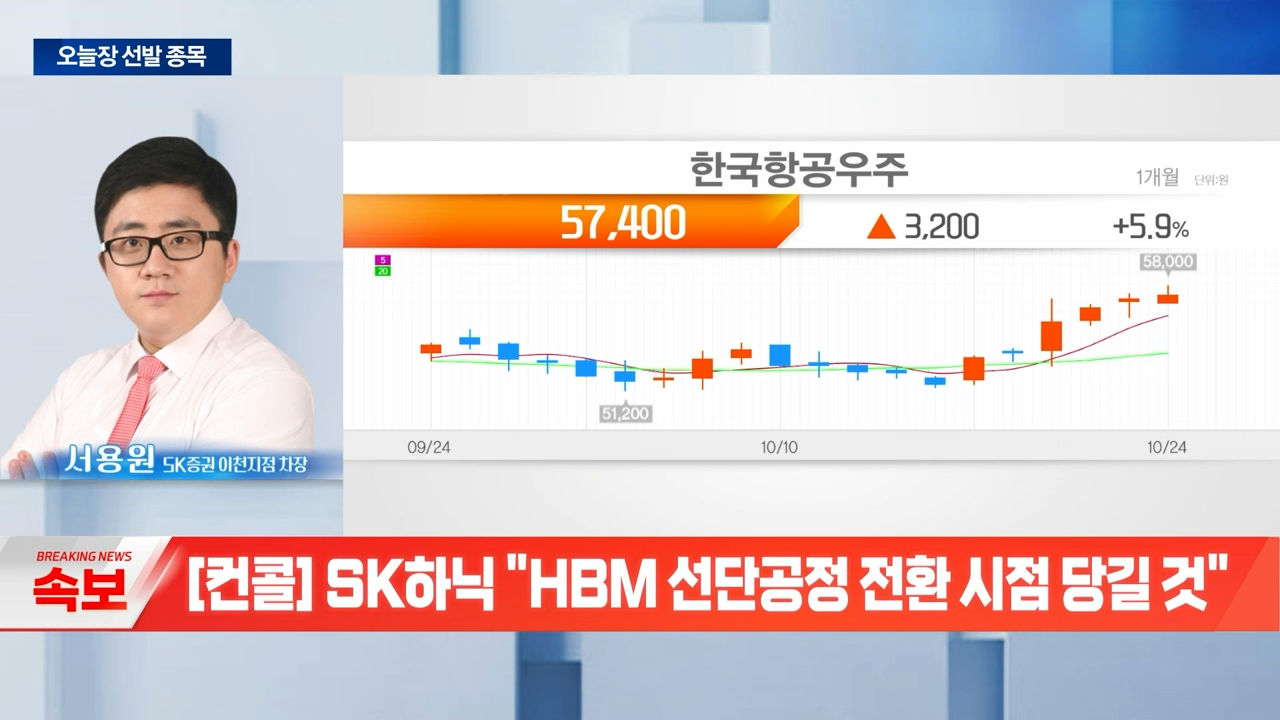 오늘장 선발 종목
한국항공우주
1개월 단위:원
57,400 ▲ 3,200 +5.9%
5
20
58,000
51,200
09/24 10/10 10/24
서용원 SK증권 이천지점 차장
BREAKING NEWS
속보
[컨콜] SK하닉 "HBM 선단공정 전환 시점 당길 것"